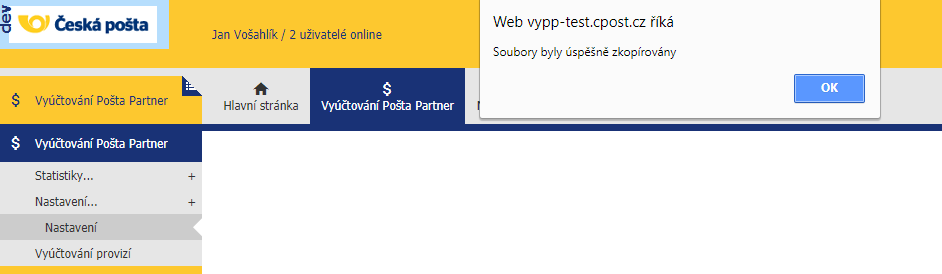 dev
Česká pošta
Jan Vošahlík / 2 uživatelé online
Web vypp-test.cpost.cz říká
Soubory byly úspěšně zkopírovány
OK
$ Vyúčtování Pošta Partner
Hlavní stránka
$
Vyúčtování Pošta Partner
$ Vyúčtování Pošta Partner
Statistiky... +
Nastavení... +
Nastavení
Vyúčtování provizí